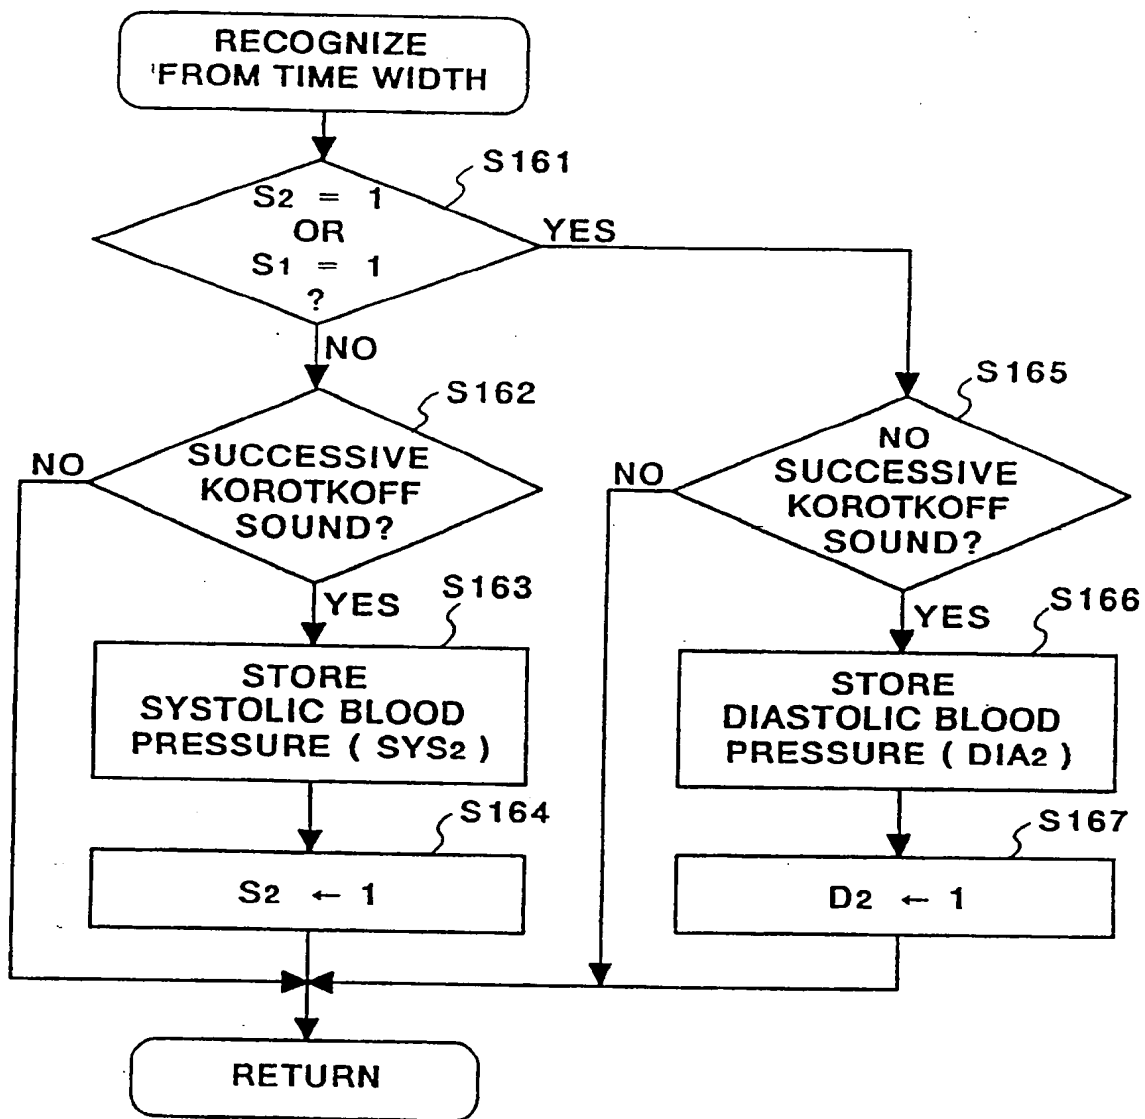 RECOGNIZE
FROM TIME WIDTH
S161
S2 = 1
OR
S1 = 1
?
YES
NO
S162
SUCCESSIVE
KOROTKOFF
SOUND?
NO
YES
S163
STORE
SYSTOLIC BLOOD
PRESSURE ( SYS2 )
S164
S2 ← 1
S165
NO
SUCCESSIVE
KOROTKOFF
SOUND?
NO
YES
S166
STORE
DIASTOLIC BLOOD
PRESSURE ( DIA2 )
S167
D2 ← 1
RETURN